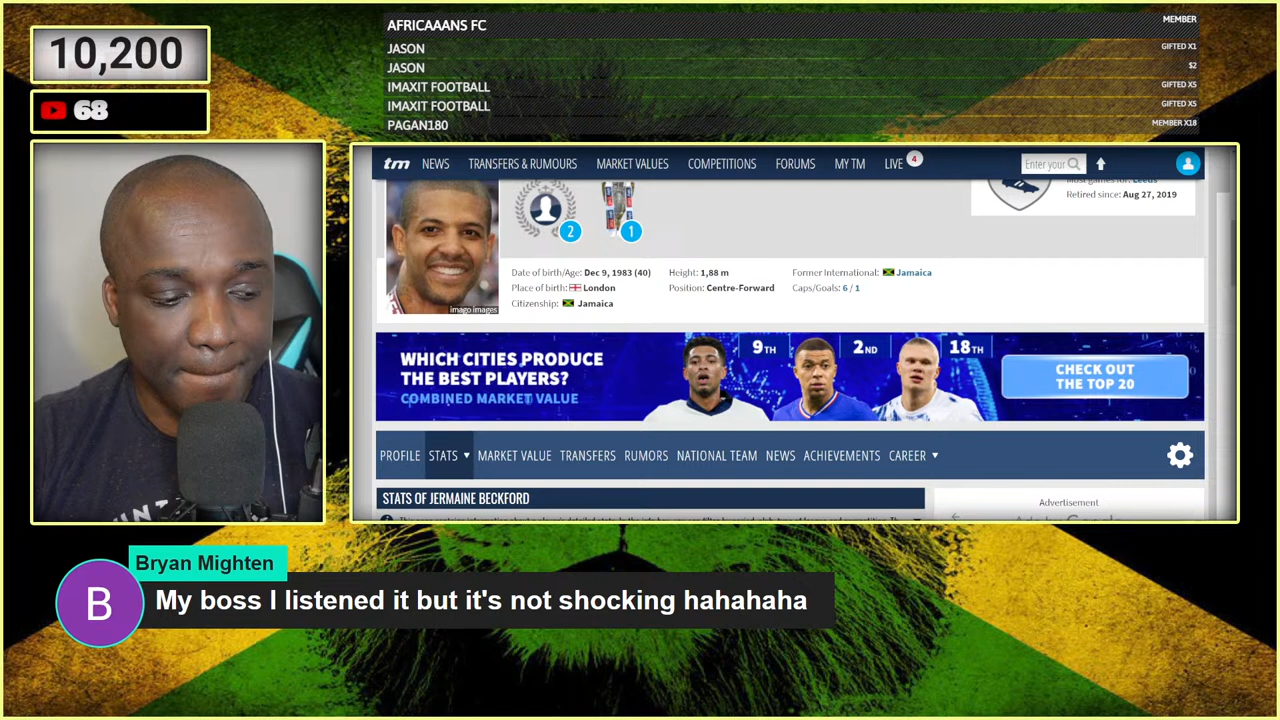 10,200
68
AFRICAAANS FC MEMBER
JASON GIFTED X1
JASON $2
IMAXIT FOOTBALL GIFTED X5
IMAXIT FOOTBALL GIFTED X5
PAGAN180 MEMBER X18
tm NEWS TRANSFERS & RUMOURS MARKET VALUES COMPETITIONS FORUMS MY TM LIVE 4 Enter your
Most games for: Leeds
Retired since: Aug 27, 2019
2 1
Date of birth/Age: Dec 9, 1983 (40) Height: 1,88 m Former International: Jamaica
Place of birth: London Position: Centre-Forward Caps/Goals: 6 / 1
Citizenship: Jamaica
imago images
WHICH CITIES PRODUCE
THE BEST PLAYERS?
COMBINED MARKET VALUE
9TH 2ND 18TH
CHECK OUT
THE TOP 20
PROFILE STATS MARKET VALUE TRANSFERS RUMORS NATIONAL TEAM NEWS ACHIEVEMENTS CAREER
STATS OF JERMAINE BECKFORD
Advertisement
Bryan Mighten
B
My boss I listened it but it's not shocking hahahaha